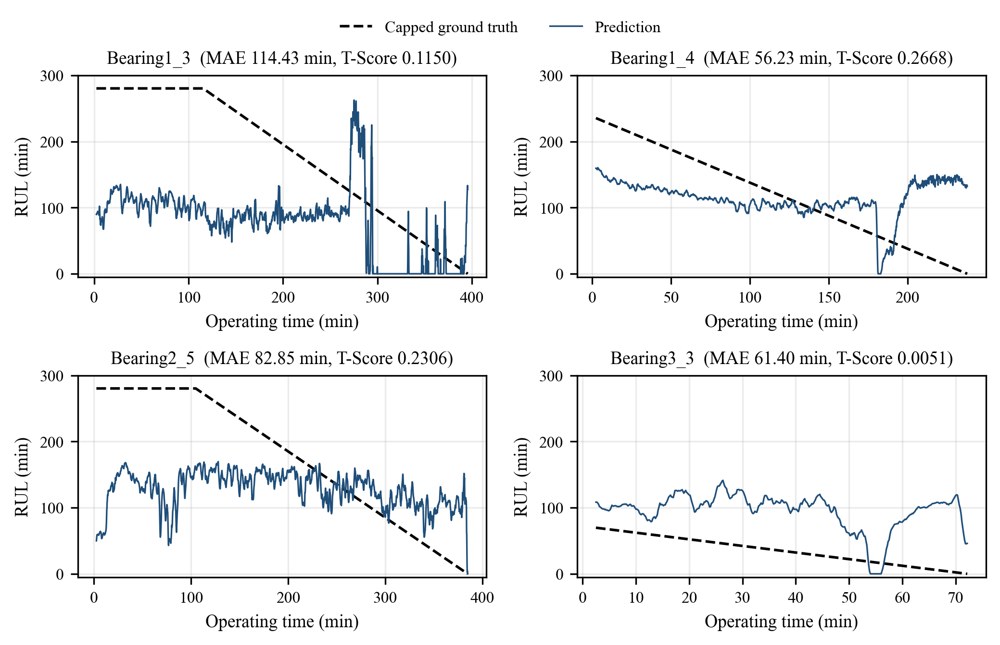 Capped ground truth Prediction
Bearing1_3 (MAE 114.43 min, T-Score 0.1150)
300
200
100
0
RUL (min)
0 100 200 300 400
Operating time (min)
Bearing1_4 (MAE 56.23 min, T-Score 0.2668)
300
200
100
0
RUL (min)
0 50 100 150 200
Operating time (min)
Bearing2_5 (MAE 82.85 min, T-Score 0.2306)
300
200
100
0
RUL (min)
0 100 200 300 400
Operating time (min)
Bearing3_3 (MAE 61.40 min, T-Score 0.0051)
300
200
100
0
RUL (min)
0 10 20 30 40 50 60 70
Operating time (min)